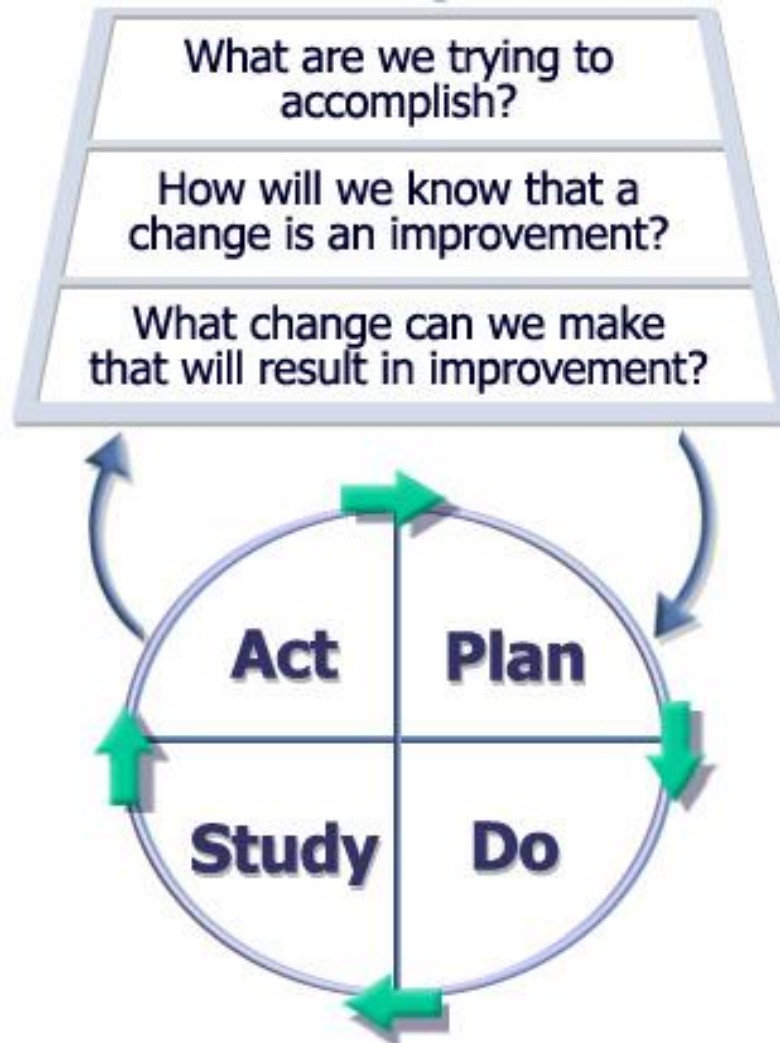 What are we trying to
accomplish?
How will we know that a
change is an improvement?
What change can we make
that will result in improvement?
Act
Plan
Study
Do